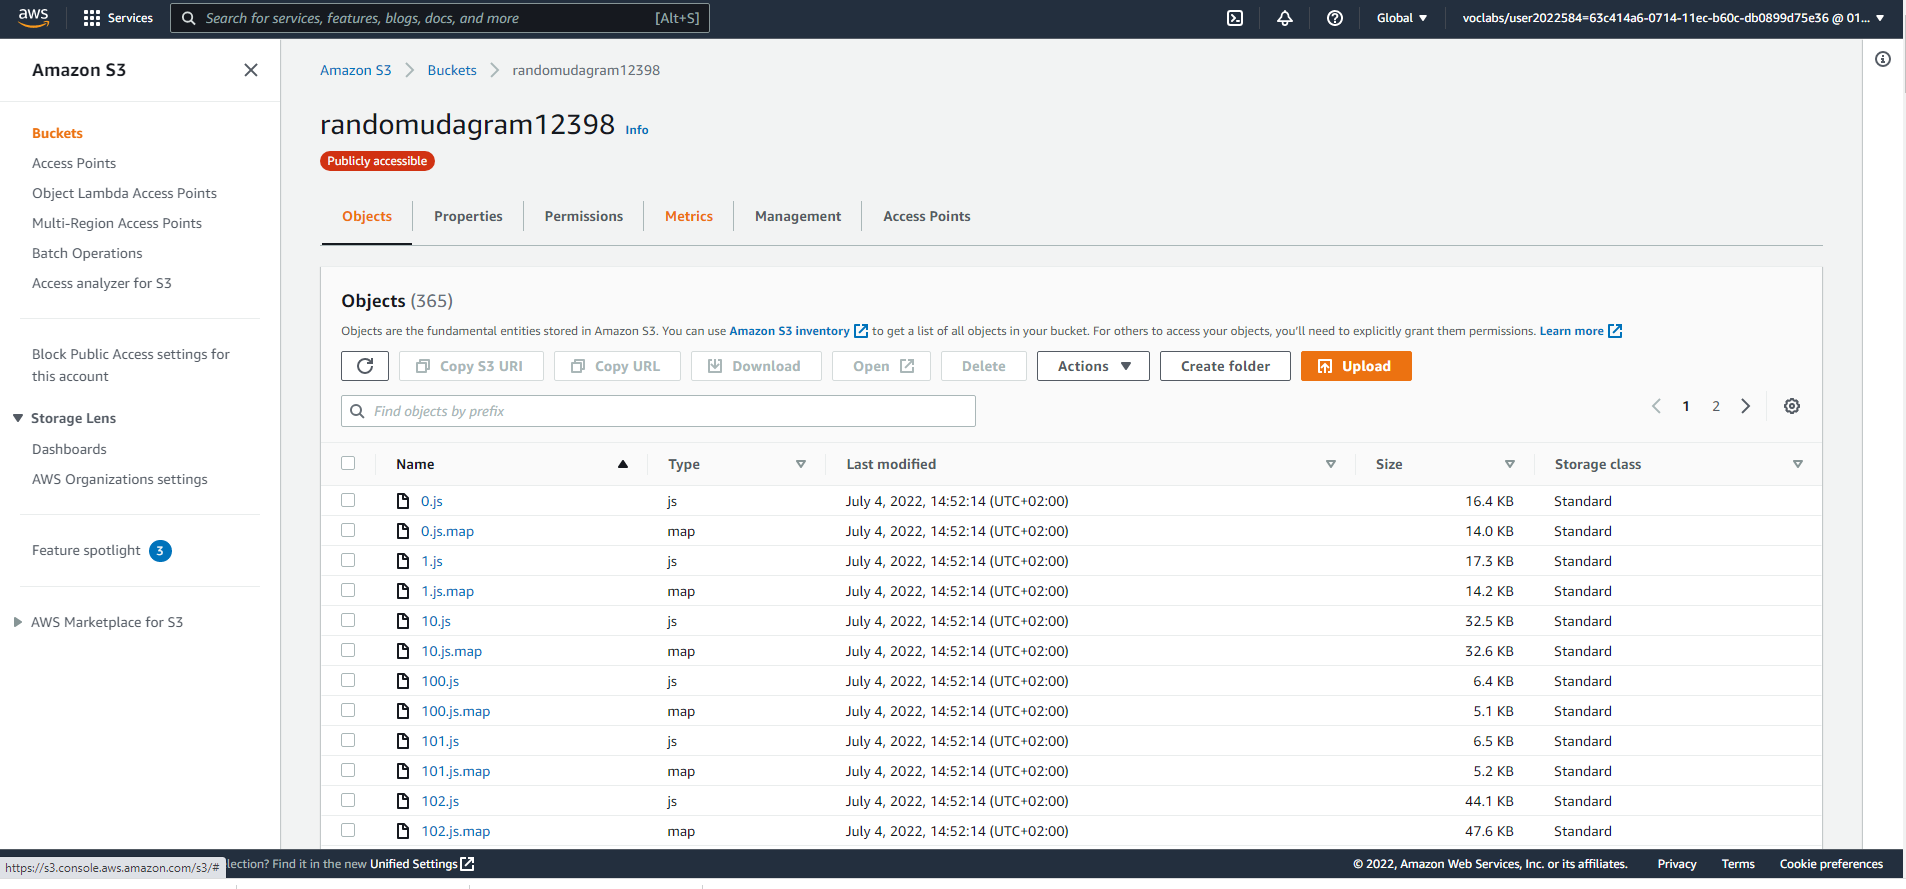 aws Services Search for services, features, blogs, docs, and more [Alt+S] Global ▼ voclabs/user2022584=63c414a6-0714-11ec-b60c-db0899d75e36 @ 01... ▼
Amazon S3
Buckets
Access Points
Object Lambda Access Points
Multi-Region Access Points
Batch Operations
Access analyzer for S3
Block Public Access settings for
this account
Storage Lens
Dashboards
AWS Organizations settings
Feature spotlight 3
AWS Marketplace for S3
Amazon S3 > Buckets > randomudagram12398
randomudagram12398 Info
Publicly accessible
Objects Properties Permissions Metrics Management Access Points
Objects (365)
Objects are the fundamental entities stored in Amazon S3. You can use Amazon S3 inventory to get a list of all objects in your bucket. For others to access your objects, you'll need to explicitly grant them permissions. Learn more
Copy S3 URI Copy URL Download Open Delete Actions ▼ Create folder Upload
Find objects by prefix
1 2
Name Type Last modified Size Storage class
0.js js July 4, 2022, 14:52:14 (UTC+02:00) 16.4 KB Standard
0.js.map map July 4, 2022, 14:52:14 (UTC+02:00) 14.0 KB Standard
1.js js July 4, 2022, 14:52:14 (UTC+02:00) 17.3 KB Standard
1.js.map map July 4, 2022, 14:52:14 (UTC+02:00) 14.2 KB Standard
10.js js July 4, 2022, 14:52:14 (UTC+02:00) 32.5 KB Standard
10.js.map map July 4, 2022, 14:52:14 (UTC+02:00) 32.6 KB Standard
100.js js July 4, 2022, 14:52:14 (UTC+02:00) 6.4 KB Standard
100.js.map map July 4, 2022, 14:52:14 (UTC+02:00) 5.1 KB Standard
101.js js July 4, 2022, 14:52:14 (UTC+02:00) 6.5 KB Standard
101.js.map map July 4, 2022, 14:52:14 (UTC+02:00) 5.2 KB Standard
102.js js July 4, 2022, 14:52:14 (UTC+02:00) 44.1 KB Standard
102.js.map map July 4, 2022, 14:52:14 (UTC+02:00) 47.6 KB Standard
https://s3.console.aws.amazon.com/s3/# lection? Find it in the new Unified Settings © 2022, Amazon Web Services, Inc. or its affiliates. Privacy Terms Cookie preferences